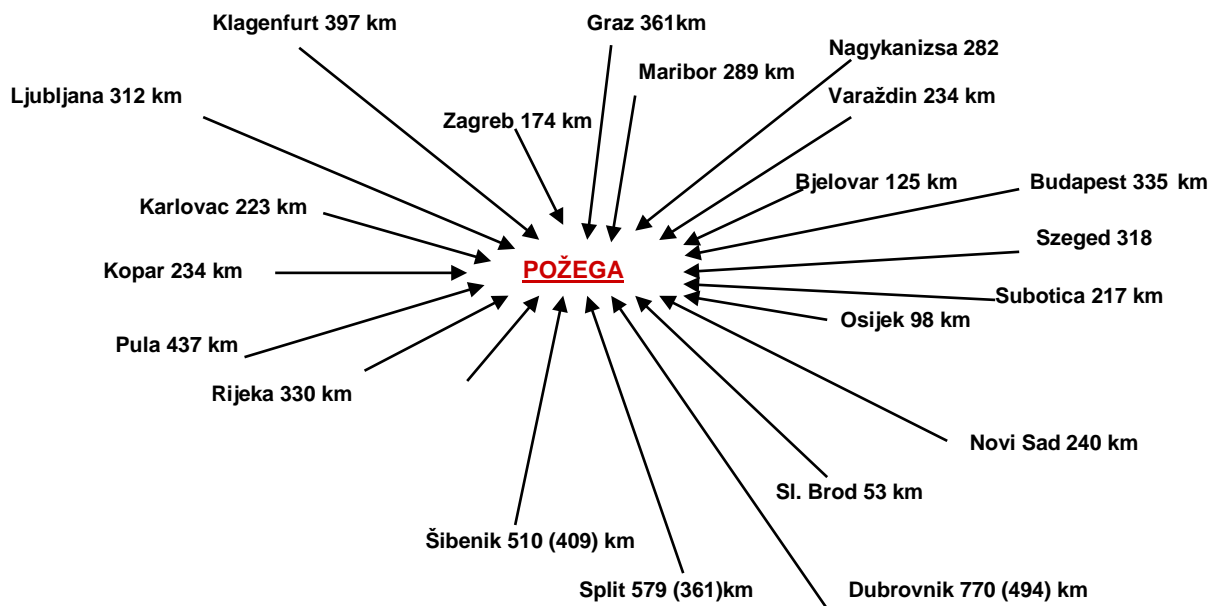 Klagenfurt 397 km
Graz 361km
Nagykanizsa 282
Maribor 289 km
Ljubljana 312 km
Varaždin 234 km
Zagreb 174 km
Bjelovar 125 km
Budapest 335 km
Karlovac 223 km
Szeged 318
Kopar 234 km
POŽEGA
Subotica 217 km
Osijek 98 km
Pula 437 km
Rijeka 330 km
Novi Sad 240 km
Sl. Brod 53 km
Šibenik 510 (409) km
Split 579 (361)km
Dubrovnik 770 (494) km